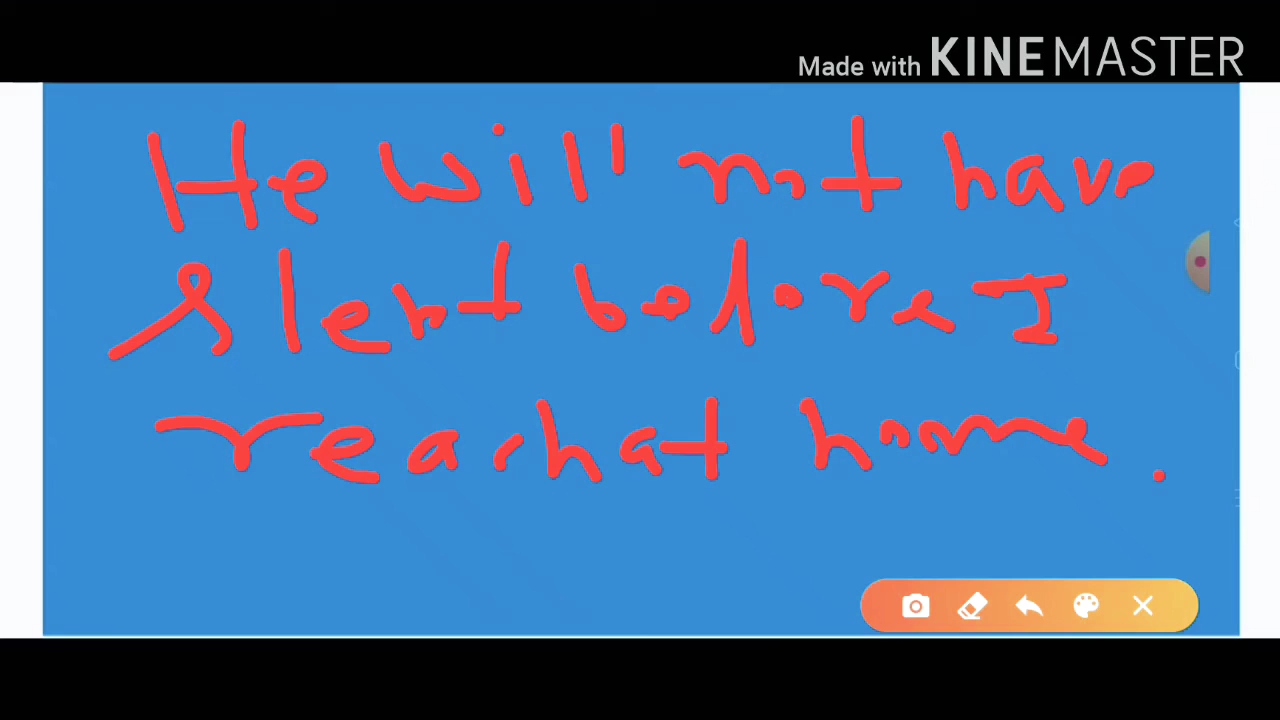 Made with KINEMASTER
He will not have
slept before I
reach at home.